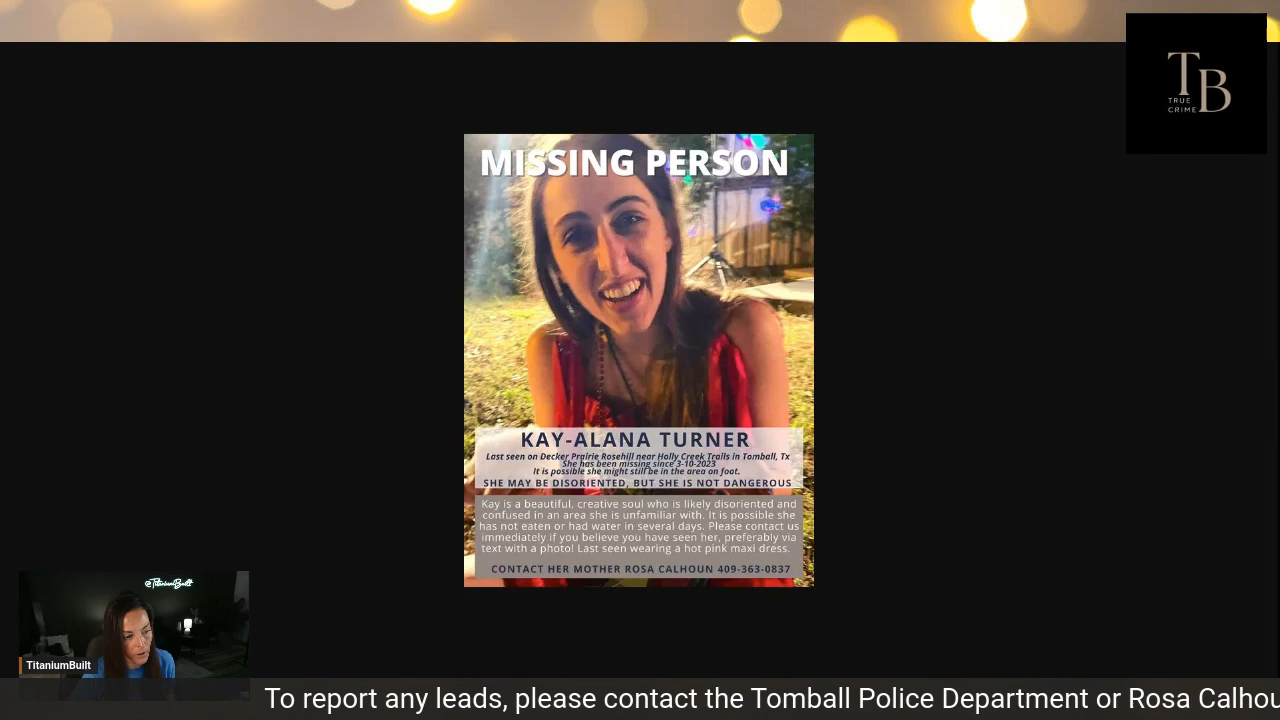 TB
TRUE
CRIME
MISSING PERSON
KAY-ALANA TURNER
Last seen on Decker Prairie Rosehill near Holly Creek Trails in Tomball, Tx
She has been missing since 3-10-2023
It is possible she might still be in the area on foot.
SHE MAY BE DISORIENTED, BUT SHE IS NOT DANGEROUS
Kay is a beautiful, creative soul who is likely disoriented and
confused in an area she is unfamiliar with. It is possible she
has not eaten or had water in several days. Please contact us
immediately if you believe you have seen her, preferably via
text with a photo! Last seen wearing a hot pink maxi dress.
CONTACT HER MOTHER ROSA CALHOUN 409-363-0837
@TitaniumBuilt
TitaniumBuilt
To report any leads, please contact the Tomball Police Department or Rosa Calhou